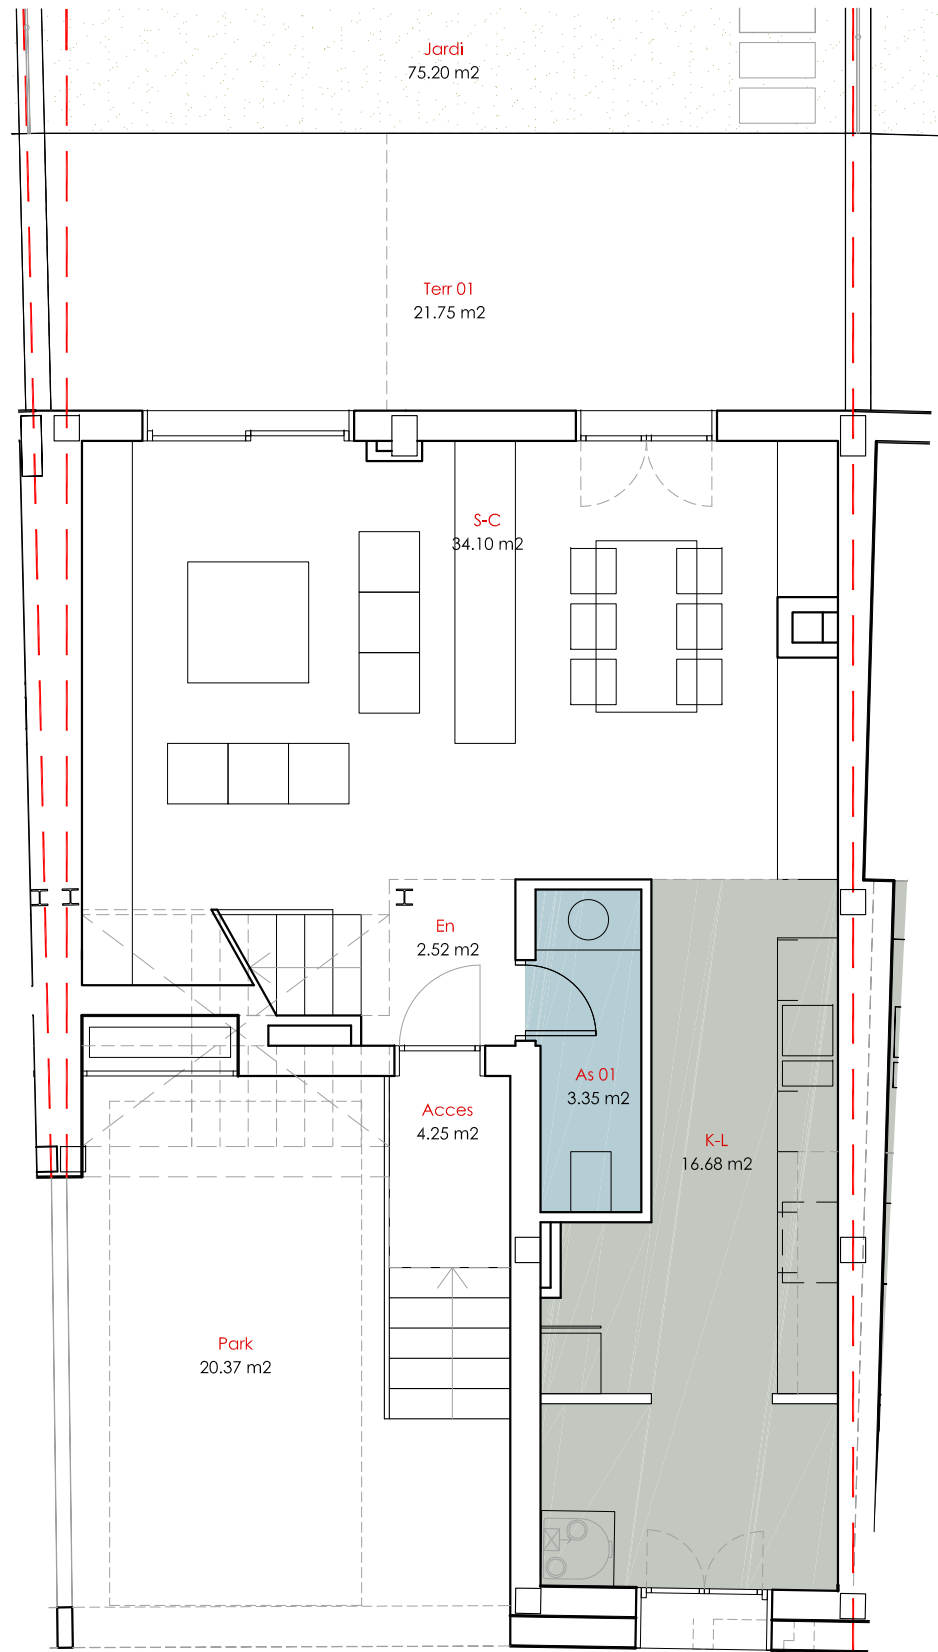 Jardi
75.20 m2
Terr 01
21.75 m2
S-C
34.10 m2
En
2.52 m2
As 01
3.35 m2
Acces
4.25 m2
K-L
16.68 m2
Park
20.37 m2